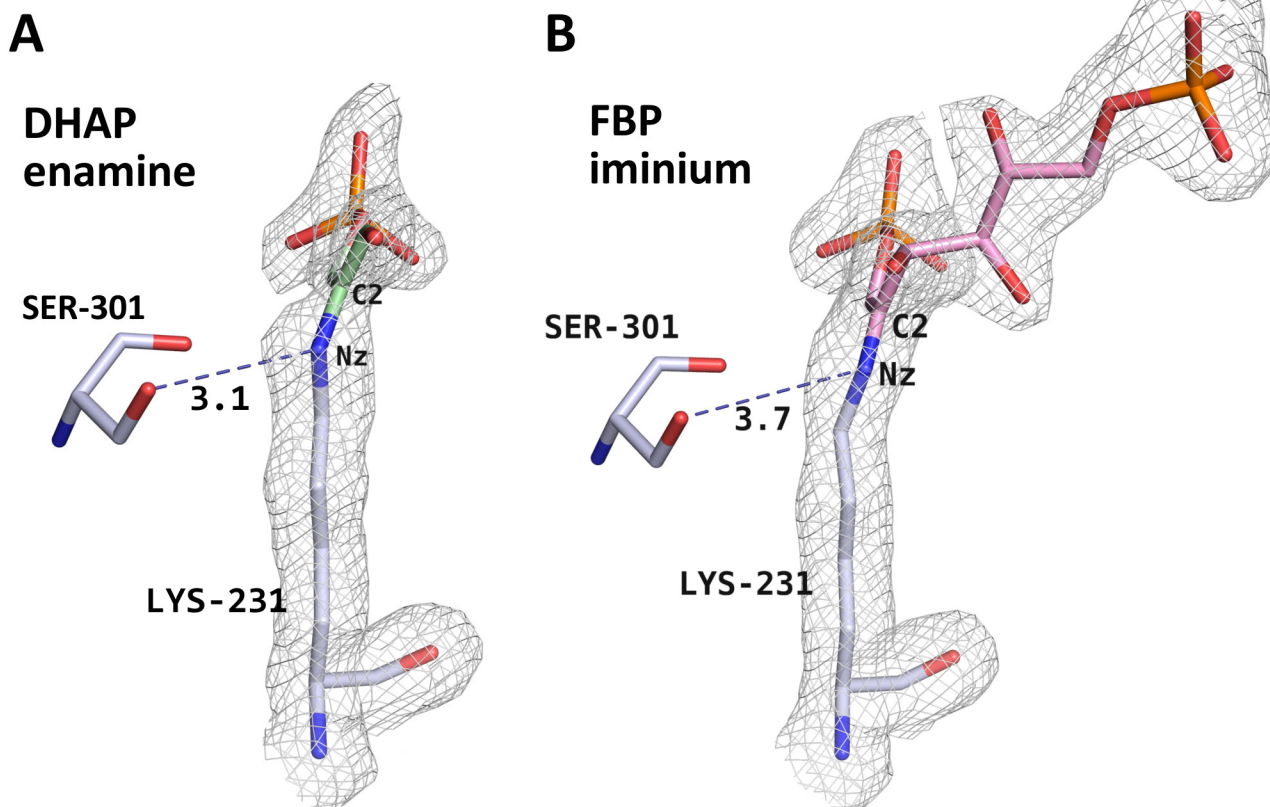 A
DHAP
enamine
C2
SER-301
Nz
3.1
LYS-231
B
FBP
iminium
SER-301
C2
Nz
3.7
LYS-231